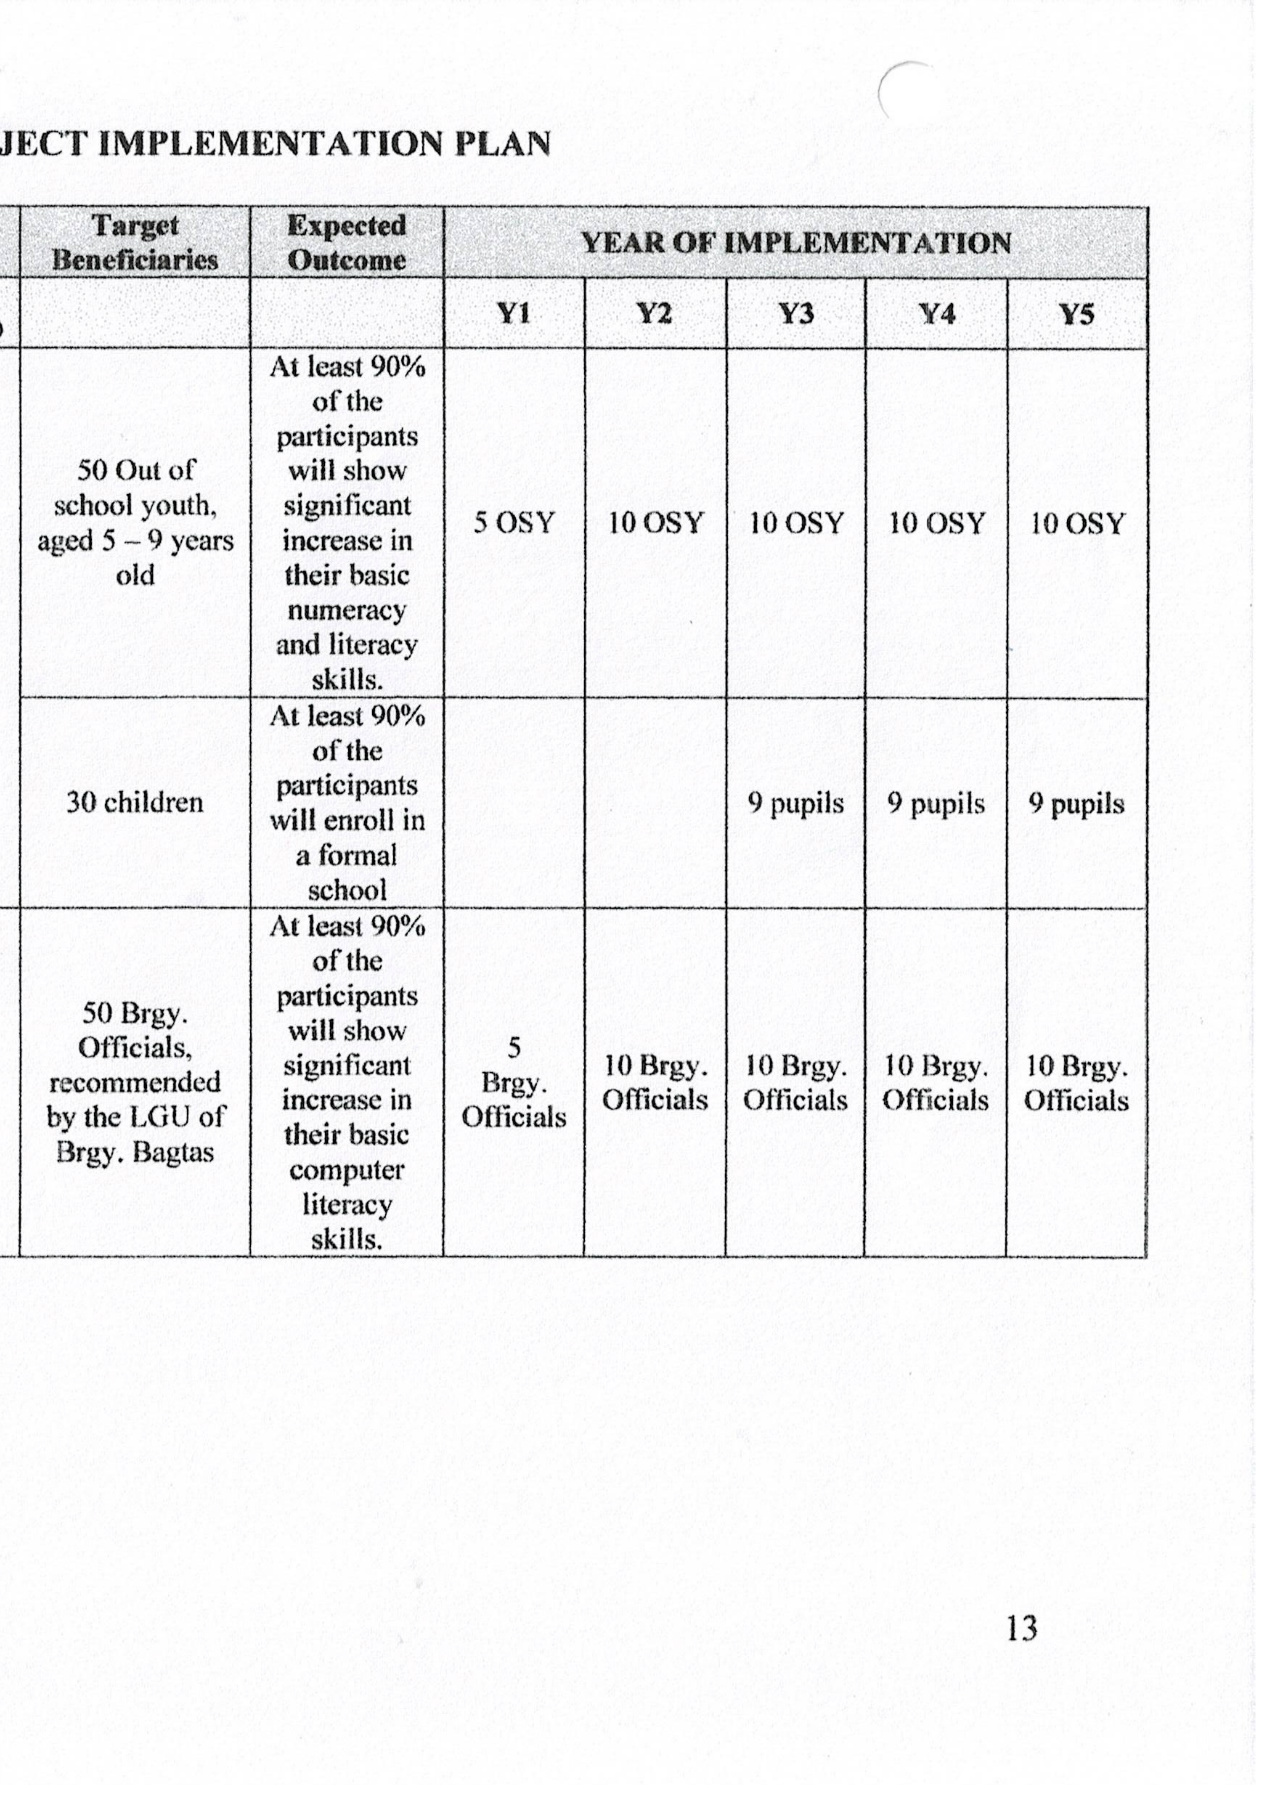 JECT IMPLEMENTATION PLAN
Target
Beneficiaries
Expected
Outcome
YEAR OF IMPLEMENTATION
)
Y1 Y2 Y3 Y4 Y5
50 Out of
school youth,
aged 5 – 9 years
old
At least 90%
of the
participants
will show
significant
increase in
their basic
numeracy
and literacy
skills.
5 OSY 10 OSY 10 OSY 10 OSY 10 OSY
30 children
At least 90%
of the
participants
will enroll in
a formal
school
9 pupils 9 pupils 9 pupils
50 Brgy.
Officials,
recommended
by the LGU of
Brgy. Bagtas
At least 90%
of the
participants
will show
significant
increase in
their basic
computer
literacy
skills.
5
Brgy.
Officials
10 Brgy.
Officials
10 Brgy.
Officials
10 Brgy.
Officials
10 Brgy.
Officials
13